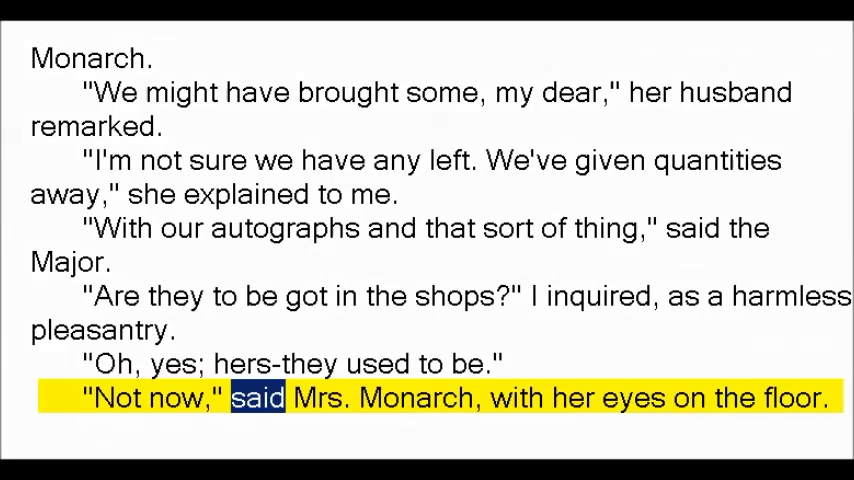 Monarch.
"We might have brought some, my dear," her husband
remarked.
"I'm not sure we have any left. We've given quantities
away," she explained to me.
"With our autographs and that sort of thing," said the
Major.
"Are they to be got in the shops?" I inquired, as a harmless
pleasantry.
"Oh, yes; hers-they used to be."
"Not now," said Mrs. Monarch, with her eyes on the floor.